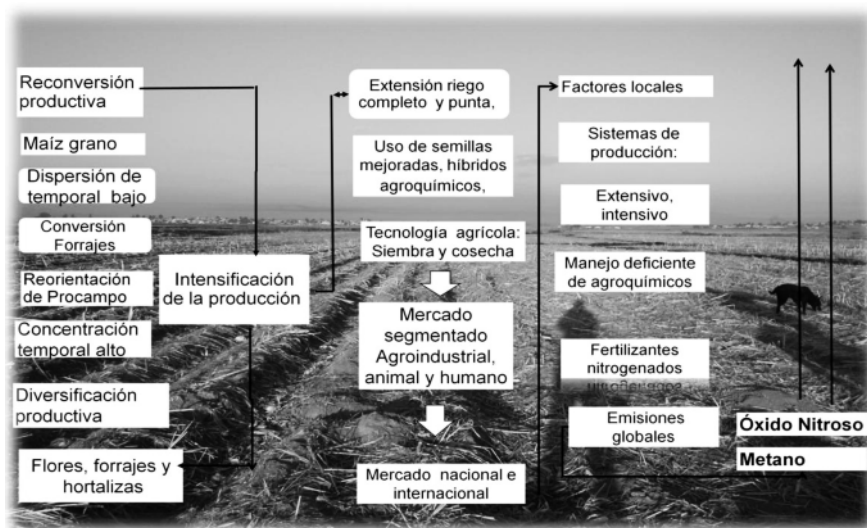 Reconversión
productiva
Maíz grano
Dispersión de
temporal bajo
Conversión
Forrajes
Reorientación
de Procampo
Concentración
temporal alto
Diversificación
productiva
Flores, forrajes y
hortalizas
Intensificación
de la producción
Extensión riego
completo y punta,
Uso de semillas
mejoradas, híbridos
agroquímicos,
Tecnología agrícola:
Siembra y cosecha
Mercado
segmentado
Agroindustrial,
animal y humano
Mercado nacional e
internacional
Factores locales
Sistemas de
producción:
Extensivo,
intensivo
Manejo deficiente
de agroquímicos
Fertilizantes
nitrogenados
Emisiones
globales
Óxido Nitroso
Metano